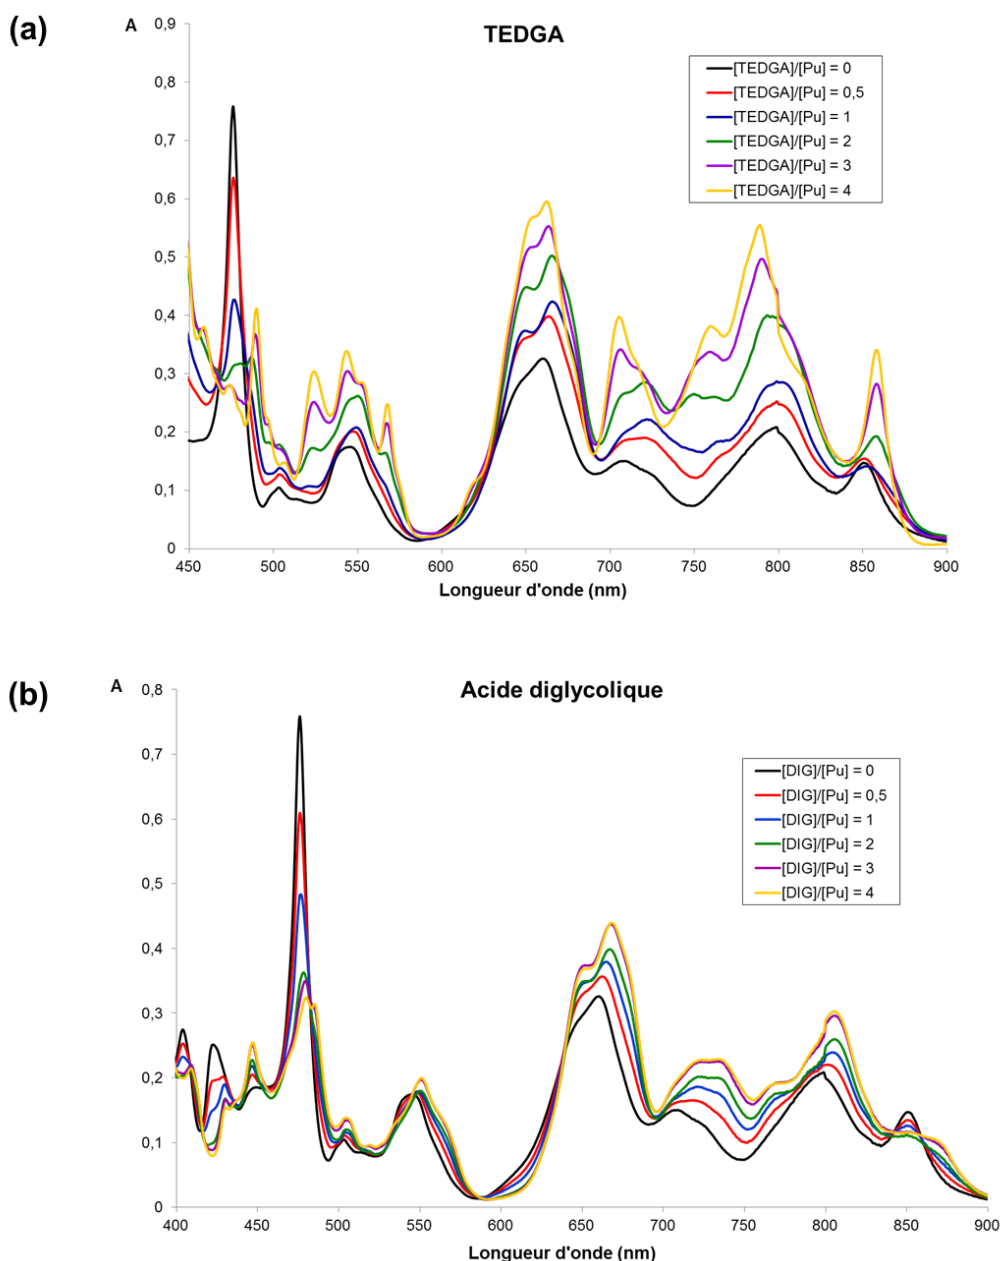 (a)
A
TEDGA
0,9
0,8
0,7
0,6
0,5
0,4
0,3
0,2
0,1
0
[TEDGA]/[Pu] = 0
[TEDGA]/[Pu] = 0,5
[TEDGA]/[Pu] = 1
[TEDGA]/[Pu] = 2
[TEDGA]/[Pu] = 3
[TEDGA]/[Pu] = 4
450 500 550 600 650 700 750 800 850 900
Longueur d'onde (nm)
(b)
A
Acide diglycolique
0,8
0,7
0,6
0,5
0,4
0,3
0,2
0,1
0
[DIG]/[Pu] = 0
[DIG]/[Pu] = 0,5
[DIG]/[Pu] = 1
[DIG]/[Pu] = 2
[DIG]/[Pu] = 3
[DIG]/[Pu] = 4
400 450 500 550 600 650 700 750 800 850 900
Longueur d'onde (nm)